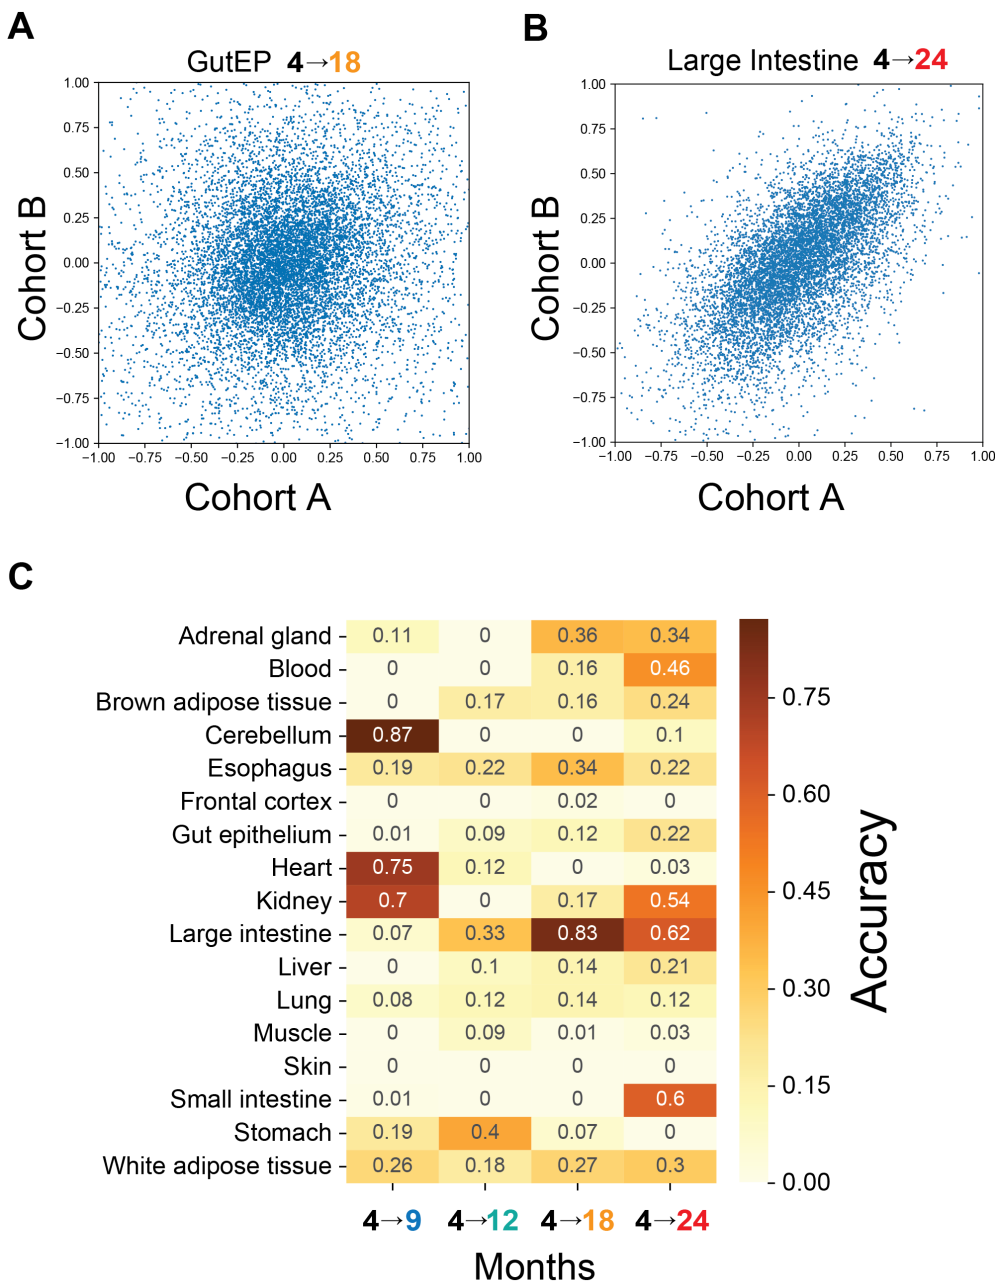 A
GutEP 4→18
1.00
0.75
0.50
0.25
0.00
−0.25
−0.50
−0.75
−1.00
−1.00 −0.75 −0.50 −0.25 0.00 0.25 0.50 0.75 1.00
Cohort B
Cohort A
B
Large Intestine 4→24
1.00
0.75
0.50
0.25
0.00
−0.25
−0.50
−0.75
−1.00
−1.00 −0.75 −0.50 −0.25 0.00 0.25 0.50 0.75 1.00
Cohort B
Cohort A
C
Adrenal gland 0.11 0 0.36 0.34
Blood 0 0 0.16 0.46
Brown adipose tissue 0 0.17 0.16 0.24
Cerebellum 0.87 0 0 0.1
Esophagus 0.19 0.22 0.34 0.22
Frontal cortex 0 0 0.02 0
Gut epithelium 0.01 0.09 0.12 0.22
Heart 0.75 0.12 0 0.03
Kidney 0.7 0 0.17 0.54
Large intestine 0.07 0.33 0.83 0.62
Liver 0 0.1 0.14 0.21
Lung 0.08 0.12 0.14 0.12
Muscle 0 0.09 0.01 0.03
Skin 0 0 0 0
Small intestine 0.01 0 0 0.6
Stomach 0.19 0.4 0.07 0
White adipose tissue 0.26 0.18 0.27 0.3
4→9 4→12 4→18 4→24
Months
0.75
0.60
0.45
0.30
0.15
0.00
Accuracy